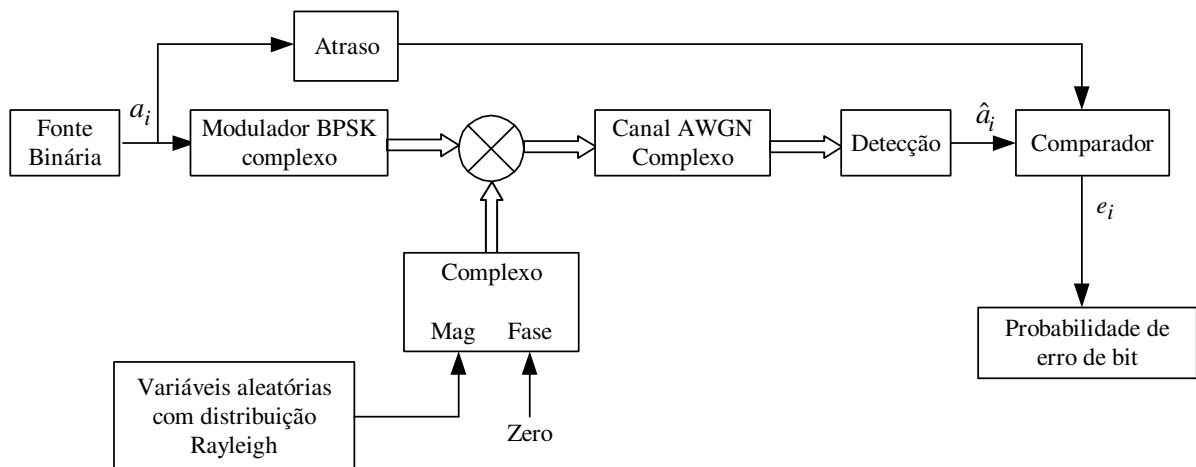 Atraso
a_i
Fonte
Binária
Modulador BPSK
complexo
Canal AWGN
Complexo
Detecção
â_i
Comparador
e_i
Complexo
Mag Fase
Probabilidade de
erro de bit
Variáveis aleatórias
com distribuição
Rayleigh
Zero